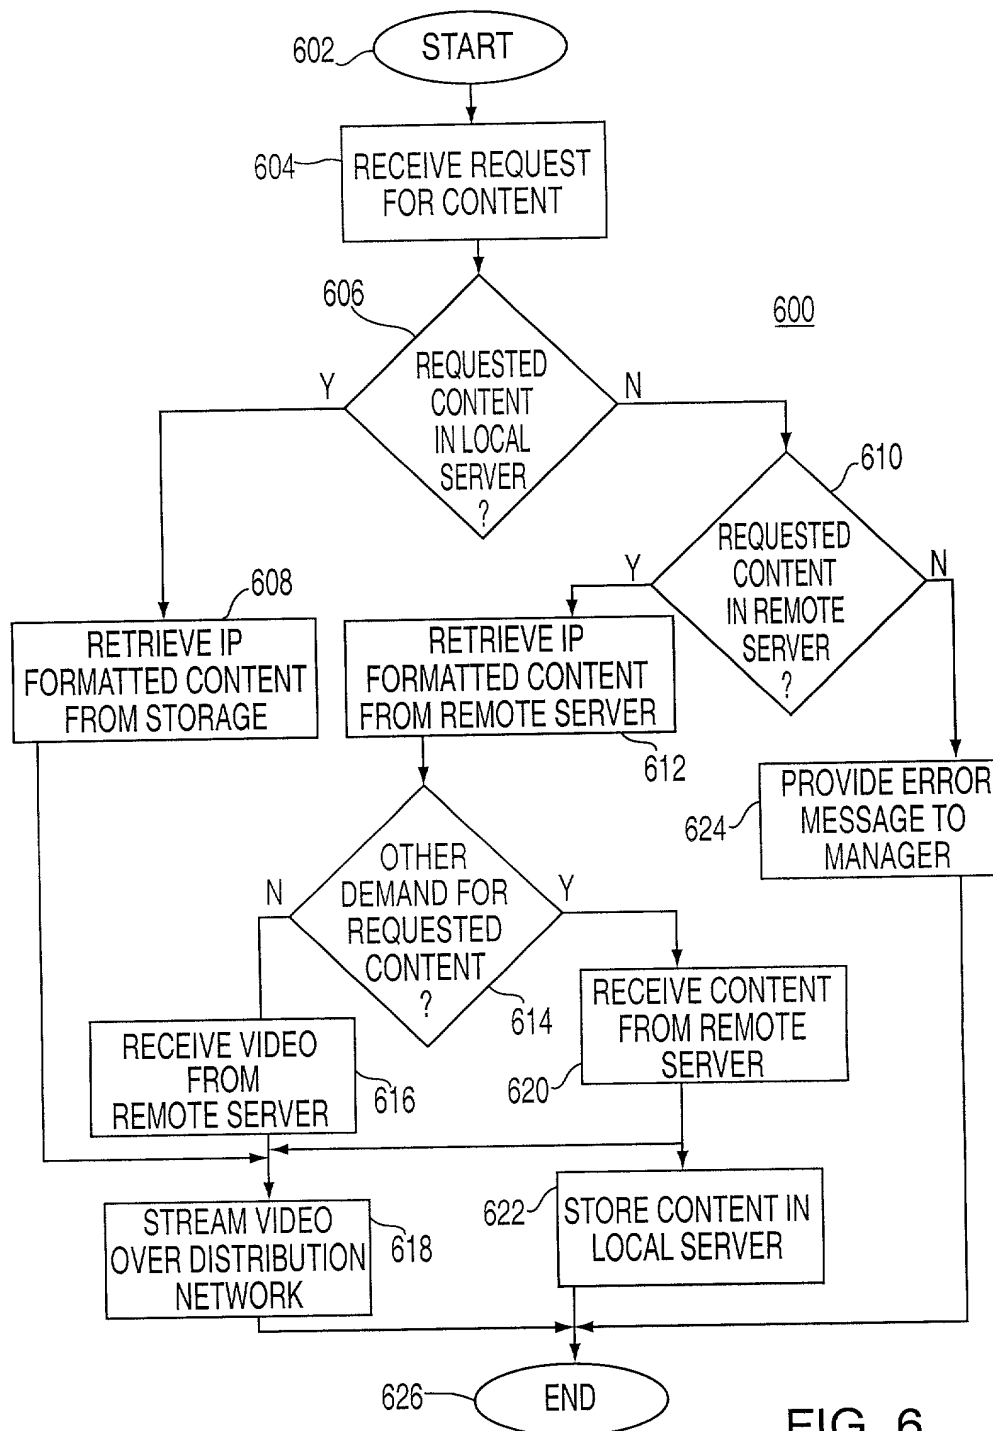 602
START
604
RECEIVE REQUEST
FOR CONTENT
606
600
REQUESTED
CONTENT
IN LOCAL
SERVER
?
Y
N
610
REQUESTED
CONTENT
IN REMOTE
SERVER
?
Y
N
608
RETRIEVE IP
FORMATTED CONTENT
FROM STORAGE
RETRIEVE IP
FORMATTED CONTENT
FROM REMOTE SERVER
612
624
PROVIDE ERROR
MESSAGE TO
MANAGER
OTHER
DEMAND FOR
REQUESTED
CONTENT
?
N
Y
614
RECEIVE VIDEO
FROM
REMOTE SERVER
616
620
RECEIVE CONTENT
FROM REMOTE
SERVER
STREAM VIDEO
OVER DISTRIBUTION
NETWORK
618
622
STORE CONTENT IN
LOCAL SERVER
626
END
FIG. 6